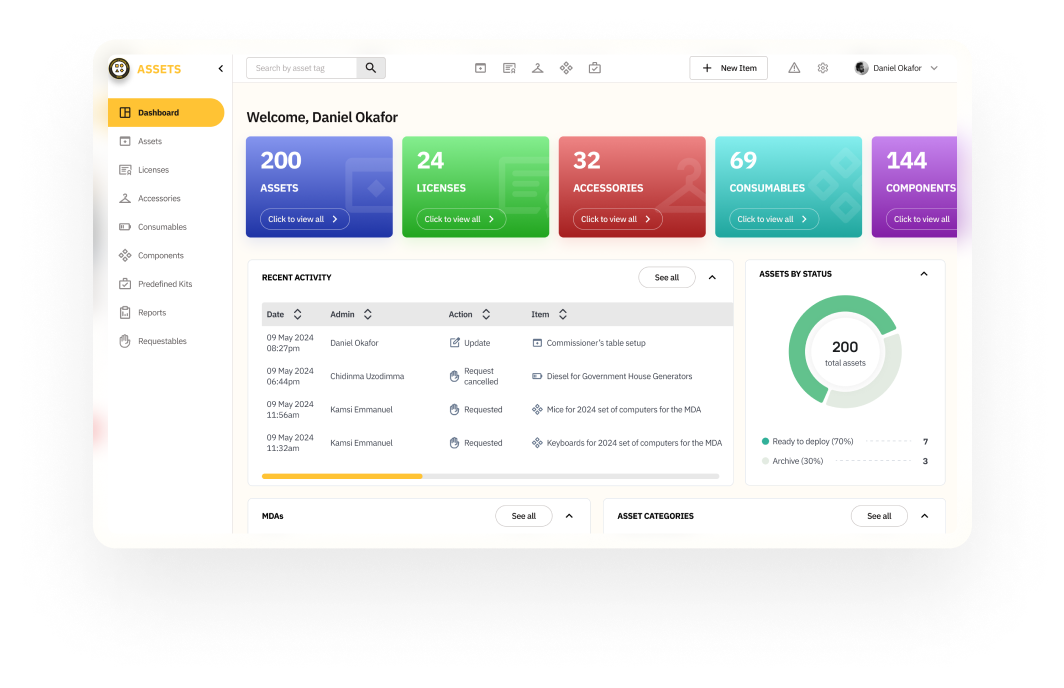 ASSETS
Search by asset tag
New Item
Daniel Okafor
Dashboard
Assets
Licenses
Accessories
Consumables
Components
Predefined Kits
Reports
Requestables
Welcome, Daniel Okafor
200
ASSETS
Click to view all
24
LICENSES
Click to view all
32
ACCESSORIES
Click to view all
69
CONSUMABLES
Click to view all
144
COMPONENTS
Click to view all
RECENT ACTIVITY
See all
Date Admin Action Item
09 May 2024
08:27pm
Daniel Okafor
Update
Commissioner's table setup
09 May 2024
06:44pm
Chidinma Uzodimma
Request
cancelled
Diesel for Government House Generators
09 May 2024
11:56am
Kamsi Emmanuel
Requested
Mice for 2024 set of computers for the MDA
09 May 2024
11:32am
Kamsi Emmanuel
Requested
Keyboards for 2024 set of computers for the MDA
ASSETS BY STATUS
200
total assets
Ready to deploy (70%) 7
Archive (30%) 3
MDAs
See all
ASSET CATEGORIES
See all